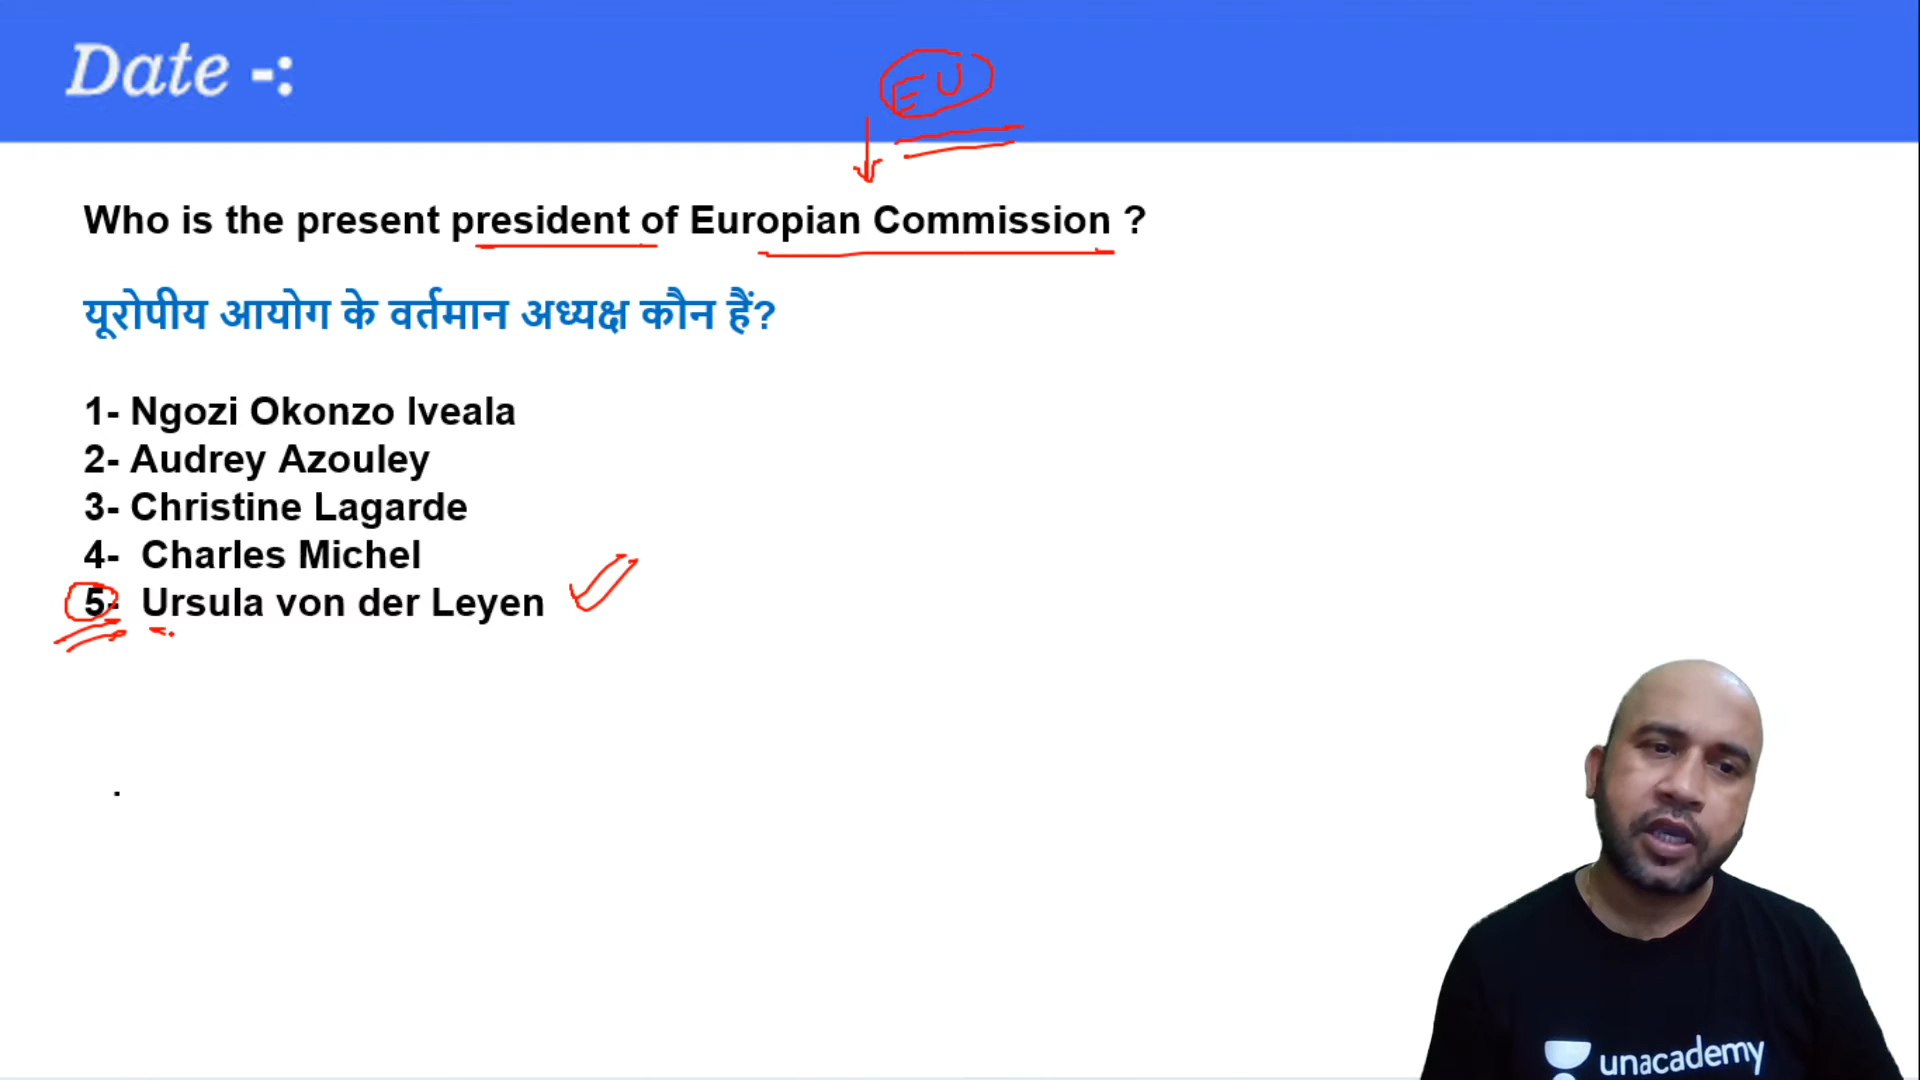 Date -:
EU
Who is the present president of Europian Commission ?
यूरोपीय आयोग के वर्तमान अध्यक्ष कौन हैं?
1- Ngozi Okonzo Iveala
2- Audrey Azouley
3- Christine Lagarde
4- Charles Michel
5- Ursula von der Leyen
unacademy